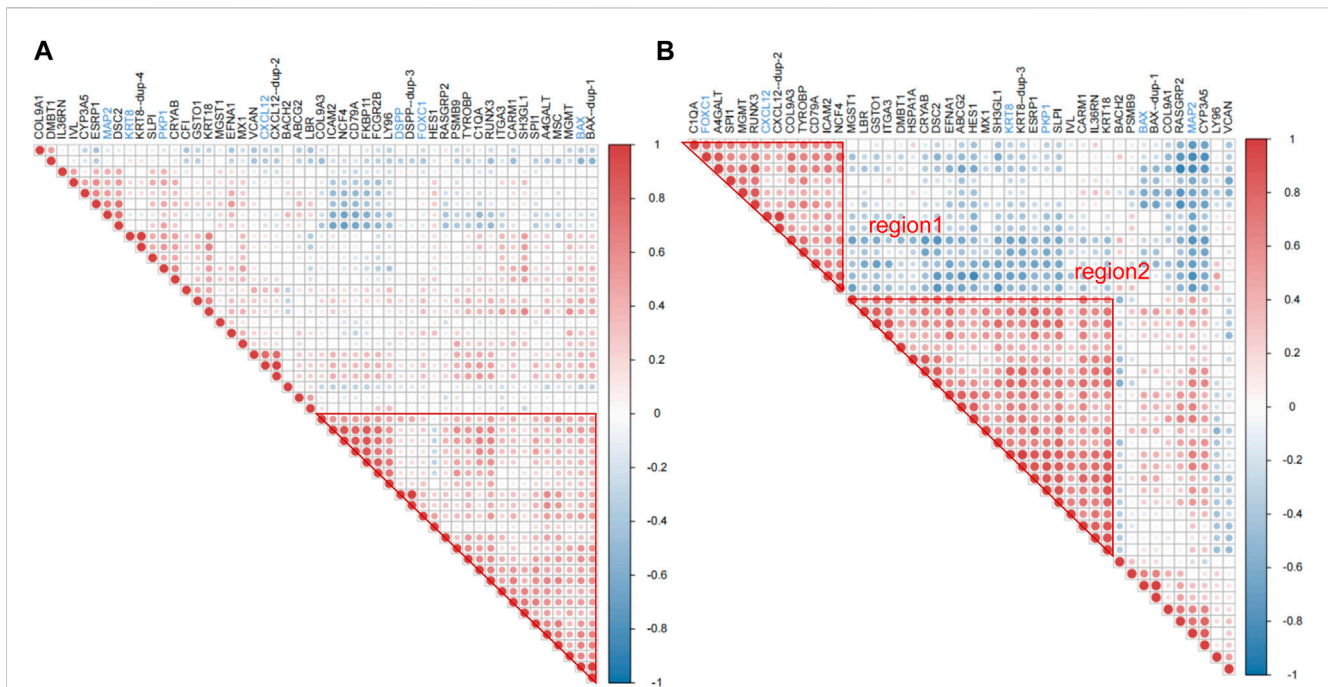 A
COL9A1
DMBT1
IL36RN
CYP3A5
ESRP1
MAP2
DSC2
KRT8
KRT8--dup-4
SLPI
PKP1
CRYAB
CFI
GSTO1
KRT18
MGST1
EFNA1
MX1
VCAN
CXCL12
CXCL12--dup-2
BACH2
ABCG2
LBR
COL9A3
ICAM2
NCF4
CD79A
FKBP11
FCGR2B
LY96
DSPP
DSPP--dup-3
FOXC1
HES1
RASGRP2
PSMB9
TYROBP
C1QA
RUNX3
ITGA3
CARM1
SH3GL1
SPI1
A4GALT
MSC
MGMT
BAX
BAX--dup-1
1
0.8
0.6
0.4
0.2
0
-0.2
-0.4
-0.6
-0.8
-1
B
C1QA
FOXC1
A4GALT
SPI1
MGMT
RUNX3
CXCL12
CXCL12--dup-2
COL9A3
TYROBP
CD79A
ICAM2
NCF4
MGST1
LBR
GSTO1
ITGA3
DMBT1
HSPA1A
CRYAB
DSC2
EFNA1
ABCG2
HES1
MX1
SH3GL1
KRT8
KRT8--dup-3
ESRP1
PKP1
SLPI
IVL
CARM1
IL36RN
KRT18
BACH2
PSMB9
BAX
BAX--dup-1
COL9A1
RASGRP2
MAP2
CYP3A5
LY96
VCAN
region1
region2
1
0.8
0.6
0.4
0.2
0
-0.2
-0.4
-0.6
-0.8
-1